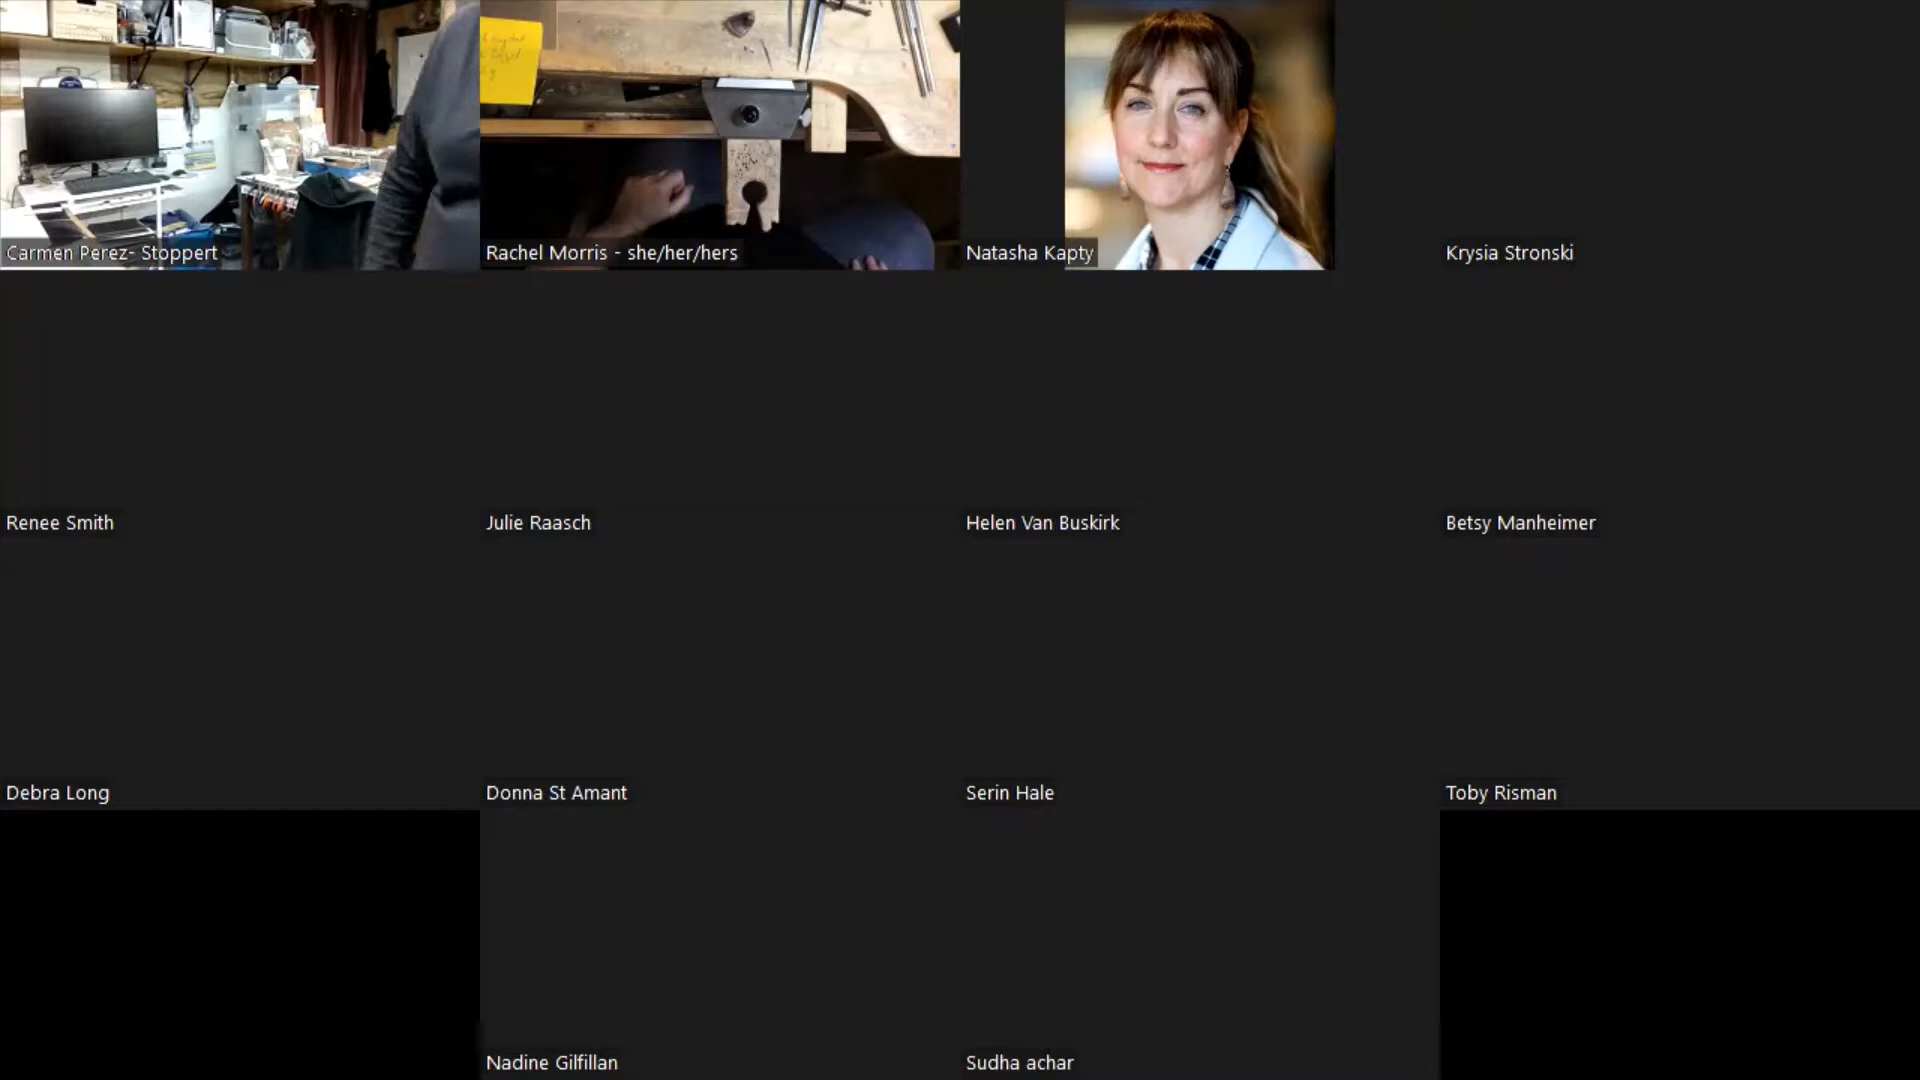 Carmen Perez- Stoppert
Rachel Morris - she/her/hers
Natasha Kapty
Krysia Stronski
Renee Smith
Julie Raasch
Helen Van Buskirk
Betsy Manheimer
Debra Long
Donna St Amant
Serin Hale
Toby Risman
Nadine Gilfillan
Sudha achar